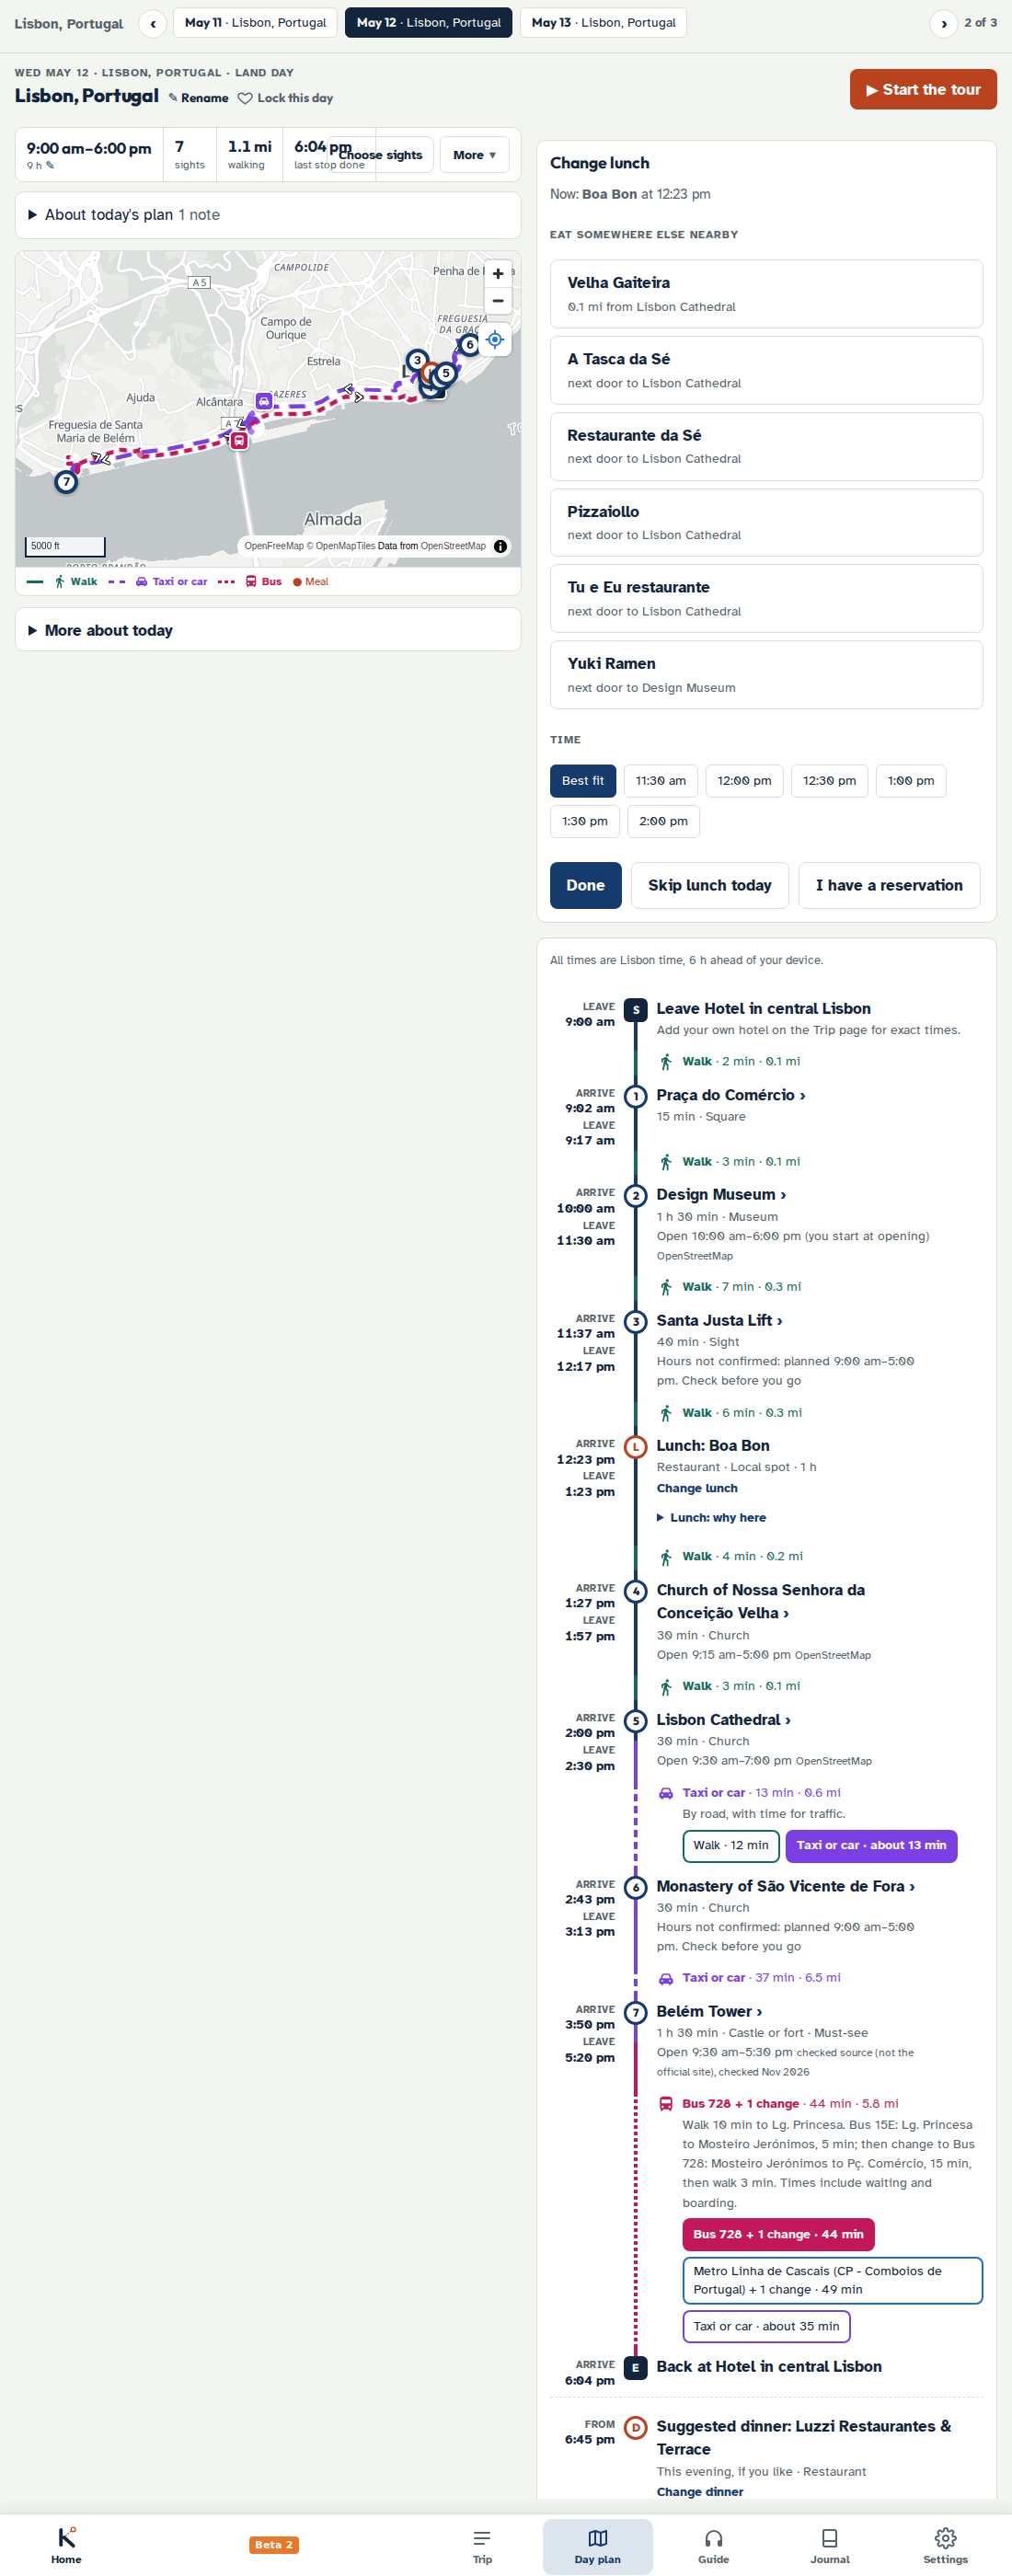 Lisbon, Portugal
‹
May 11 · Lisbon, Portugal
May 12 · Lisbon, Portugal
May 13 · Lisbon, Portugal
›
2 of 3
WED MAY 12 · LISBON, PORTUGAL · LAND DAY
Lisbon, Portugal ✎ Rename ♡ Lock this day
▶ Start the tour
9:00 am–6:00 pm
9 h ✎
7
sights
1.1 mi
walking
6:04 pm
last stop done
Choose sights
More ▾
▶ About today's plan 1 note
CAMPOLIDE
A 5
Penha de
FREGUESIA
Campo de
Ourique
Estrela
+
−
3
6
5
Ajuda
Alcântara
Freguesia de Santa
Maria de Belém
7
Almada
5000 ft
OpenFreeMap © OpenMapTiles Data from OpenStreetMap
Walk
Taxi or car
Bus
Meal
▶ More about today
Change lunch
Now: Boa Bon at 12:23 pm
EAT SOMEWHERE ELSE NEARBY
Velha Gaiteira
0.1 mi from Lisbon Cathedral
A Tasca da Sé
next door to Lisbon Cathedral
Restaurante da Sé
next door to Lisbon Cathedral
Pizzaiollo
next door to Lisbon Cathedral
Tu e Eu restaurante
next door to Lisbon Cathedral
Yuki Ramen
next door to Design Museum
TIME
Best fit
11:30 am
12:00 pm
12:30 pm
1:00 pm
1:30 pm
2:00 pm
Done
Skip lunch today
I have a reservation
All times are Lisbon time, 6 h ahead of your device.
LEAVE
9:00 am
S
Leave Hotel in central Lisbon
Add your own hotel on the Trip page for exact times.
Walk · 2 min · 0.1 mi
ARRIVE
9:02 am
LEAVE
9:17 am
1
Praça do Comércio ›
15 min · Square
Walk · 3 min · 0.1 mi
ARRIVE
10:00 am
LEAVE
11:30 am
2
Design Museum ›
1 h 30 min · Museum
Open 10:00 am–6:00 pm (you start at opening)
OpenStreetMap
Walk · 7 min · 0.3 mi
ARRIVE
11:37 am
LEAVE
12:17 pm
3
Santa Justa Lift ›
40 min · Sight
Hours not confirmed: planned 9:00 am–5:00
pm. Check before you go
Walk · 6 min · 0.3 mi
ARRIVE
12:23 pm
LEAVE
1:23 pm
L
Lunch: Boa Bon
Restaurant · Local spot · 1 h
Change lunch
▶ Lunch: why here
Walk · 4 min · 0.2 mi
ARRIVE
1:27 pm
LEAVE
1:57 pm
4
Church of Nossa Senhora da
Conceição Velha ›
30 min · Church
Open 9:15 am–5:00 pm OpenStreetMap
Walk · 3 min · 0.1 mi
ARRIVE
2:00 pm
LEAVE
2:30 pm
5
Lisbon Cathedral ›
30 min · Church
Open 9:30 am–7:00 pm OpenStreetMap
Taxi or car · 13 min · 0.6 mi
By road, with time for traffic.
Walk · 12 min
Taxi or car · about 13 min
ARRIVE
2:43 pm
LEAVE
3:13 pm
6
Monastery of São Vicente de Fora ›
30 min · Church
Hours not confirmed: planned 9:00 am–5:00
pm. Check before you go
Taxi or car · 37 min · 6.5 mi
ARRIVE
3:50 pm
LEAVE
5:20 pm
7
Belém Tower ›
1 h 30 min · Castle or fort · Must-see
Open 9:30 am–5:30 pm checked source (not the
official site), checked Nov 2026
Bus 728 + 1 change · 44 min · 5.8 mi
Walk 10 min to Lg. Princesa. Bus 15E: Lg. Princesa
to Mosteiro Jerónimos, 5 min; then change to Bus
728: Mosteiro Jerónimos to Pç. Comércio, 15 min,
then walk 3 min. Times include waiting and
boarding.
Bus 728 + 1 change · 44 min
Metro Linha de Cascais (CP - Comboios de
Portugal) + 1 change · 49 min
Taxi or car · about 35 min
ARRIVE
6:04 pm
E
Back at Hotel in central Lisbon
FROM
6:45 pm
D
Suggested dinner: Luzzi Restaurantes &
Terrace
This evening, if you like · Restaurant
Change dinner
Home
Beta 2
Trip
Day plan
Guide
Journal
Settings